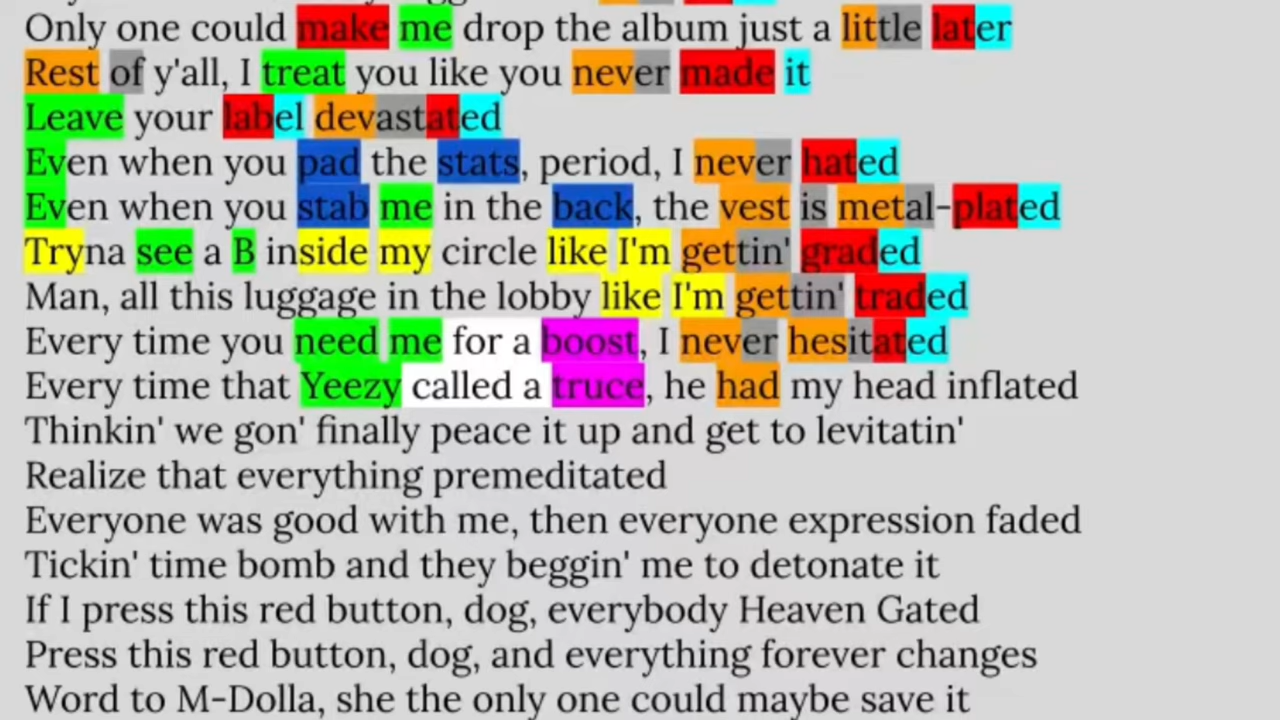 Only one could make me drop the album just a little later
Rest of y'all, I treat you like you never made it
Leave your label devastated
Even when you pad the stats, period, I never hated
Even when you stab me in the back, the vest is metal-plated
Tryna see a B inside my circle like I'm gettin' graded
Man, all this luggage in the lobby like I'm gettin' traded
Every time you need me for a boost, I never hesitated
Every time that Yeezy called a truce, he had my head inflated
Thinkin' we gon' finally peace it up and get to levitatin'
Realize that everything premeditated
Everyone was good with me, then everyone expression faded
Tickin' time bomb and they beggin' me to detonate it
If I press this red button, dog, everybody Heaven Gated
Press this red button, dog, and everything forever changes
Word to M-Dolla, she the only one could maybe save it